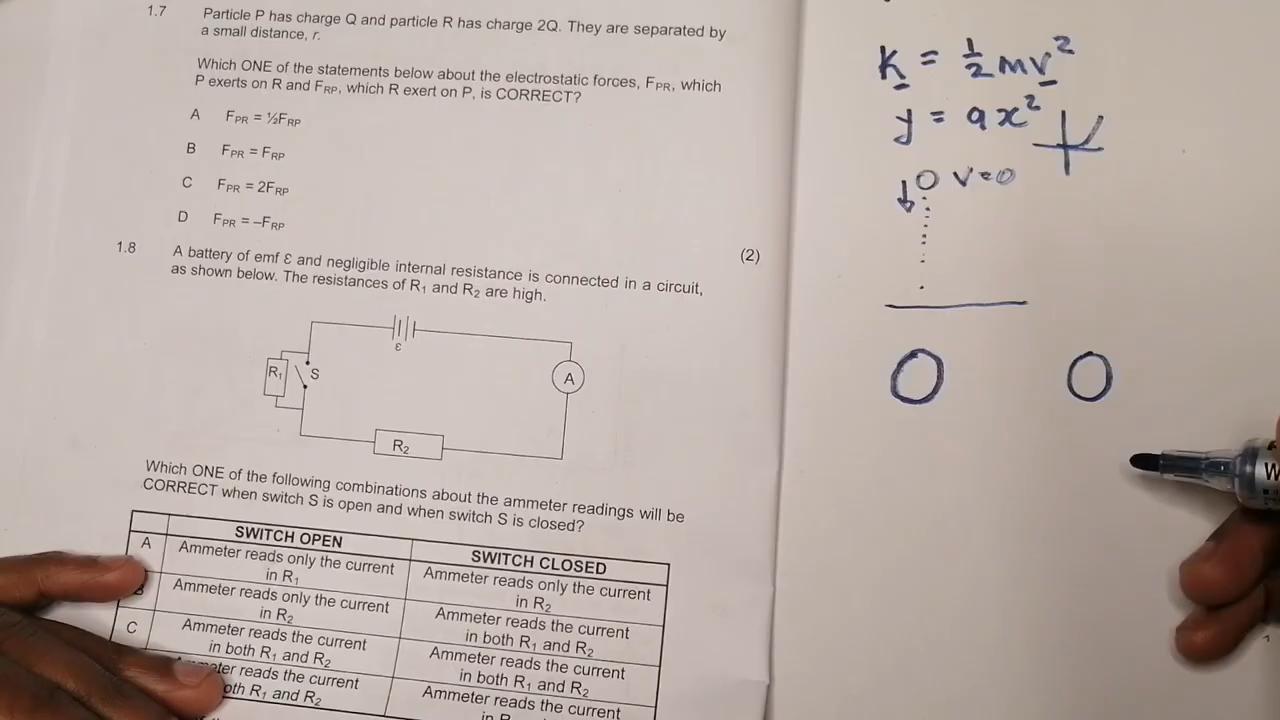 1.7 Particle P has charge Q and particle R has charge 2Q. They are separated by
a small distance, r.
Which ONE of the statements below about the electrostatic forces, FPR, which
P exerts on R and FRP, which R exert on P, is CORRECT?
A FPR = ½FRP
B FPR = FRP
C FPR = 2FRP
D FPR = –FRP
(2)
1.8 A battery of emf Ɛ and negligible internal resistance is connected in a circuit,
as shown below. The resistances of R1 and R2 are high.
ε
R1
S
A
R2
Which ONE of the following combinations about the ammeter readings will be
CORRECT when switch S is open and when switch S is closed?
SWITCH OPEN SWITCH CLOSED
A Ammeter reads only the current
in R1
Ammeter reads only the current
in R2
Ammeter reads only the current
in R2
Ammeter reads the current
in both R1 and R2
C Ammeter reads the current
in both R1 and R2
Ammeter reads the current
in both R1 and R2
reads the current
R1 and R2
Ammeter reads the current
in
K = ½mv²
y = ax²
v=0